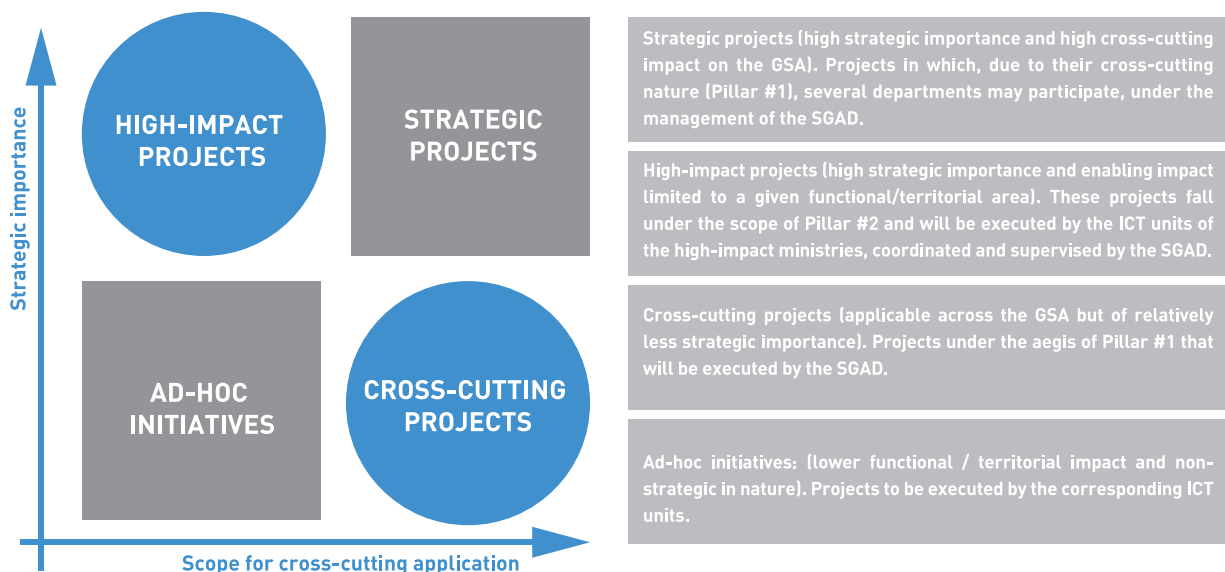 Strategic importance
HIGH-IMPACT
PROJECTS
STRATEGIC
PROJECTS
AD-HOC
INITIATIVES
CROSS-CUTTING
PROJECTS
Scope for cross-cutting application
Strategic projects (high strategic importance and high cross-cutting
impact on the GSA). Projects in which, due to their cross-cutting
nature (Pillar #1), several departments may participate, under the
management of the SGAD.
High-impact projects (high strategic importance and enabling impact
limited to a given functional/territorial area). These projects fall
under the scope of Pillar #2 and will be executed by the ICT units of
the high-impact ministries, coordinated and supervised by the SGAD.
Cross-cutting projects (applicable across the GSA but of relatively
less strategic importance). Projects under the aegis of Pillar #1 that
will be executed by the SGAD.
Ad-hoc initiatives: (lower functional / territorial impact and non-
strategic in nature). Projects to be executed by the corresponding ICT
units.